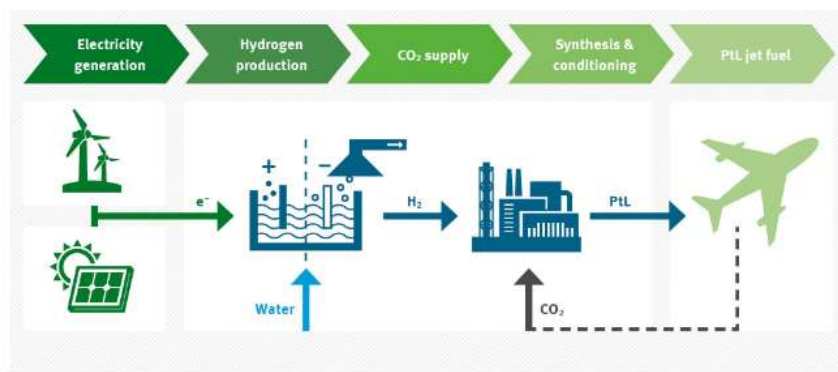 Electricity
generation
Hydrogen
production
CO₂ supply
Synthesis &
conditioning
PtL jet fuel
+
−
e⁻
H₂
PtL
Water
CO₂